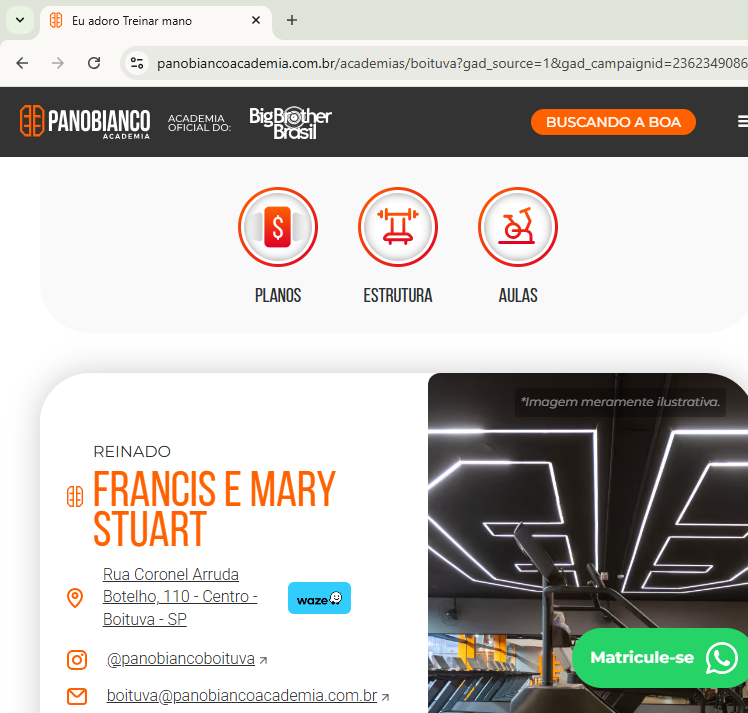 Eu adoro Treinar mano
panobiancoacademia.com.br/academias/boituva?gad_source=1&gad_campaignid=2362349086
PANOBIANCO
ACADEMIA
ACADEMIA
OFICIAL DO:
BigBrother
Brasil
BUSCANDO A BOA
$
PLANOS
ESTRUTURA
AULAS
*Imagem meramente ilustrativa.
REINADO
FRANCIS E MARY
STUART
Rua Coronel Arruda
Botelho, 110 - Centro -
Boituva - SP
waze
@panobiancoboituva
boituva@panobiancoacademia.com.br
Matricule-se